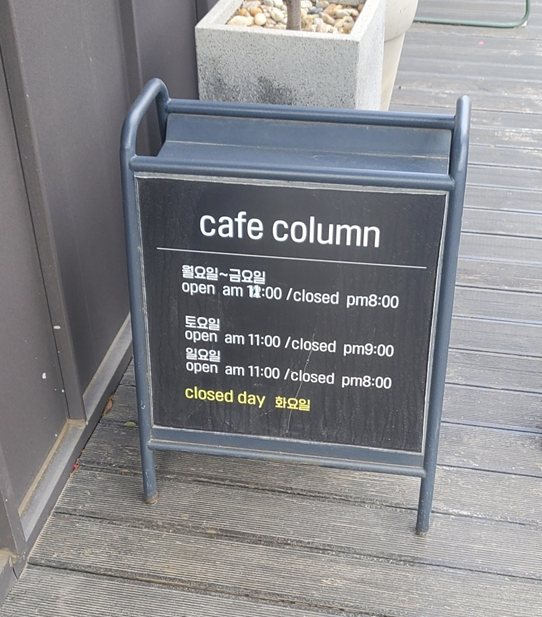 cafe column
월요일~금요일
open am :00 /closed pm8:00
토요일
open am 11:00 /closed pm9:00
일요일
open am 11:00 /closed pm8:00
closed day 화요일